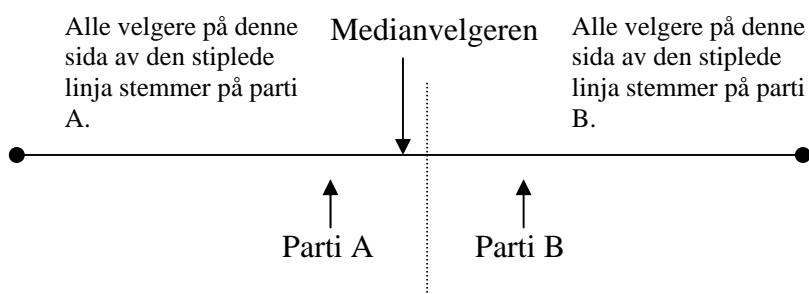 Alle velgere på denne
sida av den stiplede
linja stemmer på parti
A.
Medianvelgeren
Alle velgere på denne
sida av den stiplede
linja stemmer på parti
B.
Parti A
Parti B